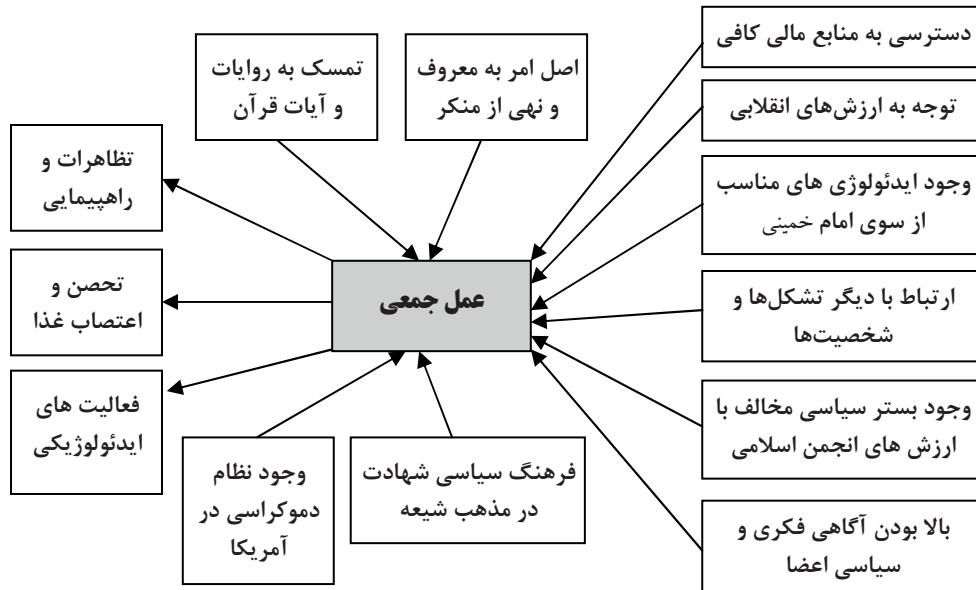 دسترسی به منابع مالی کافی
توجه به ارزش‌های انقلابی
وجود ایدئولوژی های مناسب
از سوی امام خمینی
ارتباط با دیگر تشکل‌ها و
شخصیت‌ها
وجود بستر سیاسی مخالف با
ارزش های انجمن اسلامی
بالا بودن آگاهی فکری و
سیاسی اعضا
اصل امر به معروف
و نهی از منکر
تمسک به روایات
و آیات قرآن
عمل جمعی
فرهنگ سیاسی شهادت
در مذهب شیعه
وجود نظام
دموکراسی در
آمریکا
تظاهرات و
راهپیمایی
تحصن و
اعتصاب غذا
فعالیت های
ایدئولوژیکی